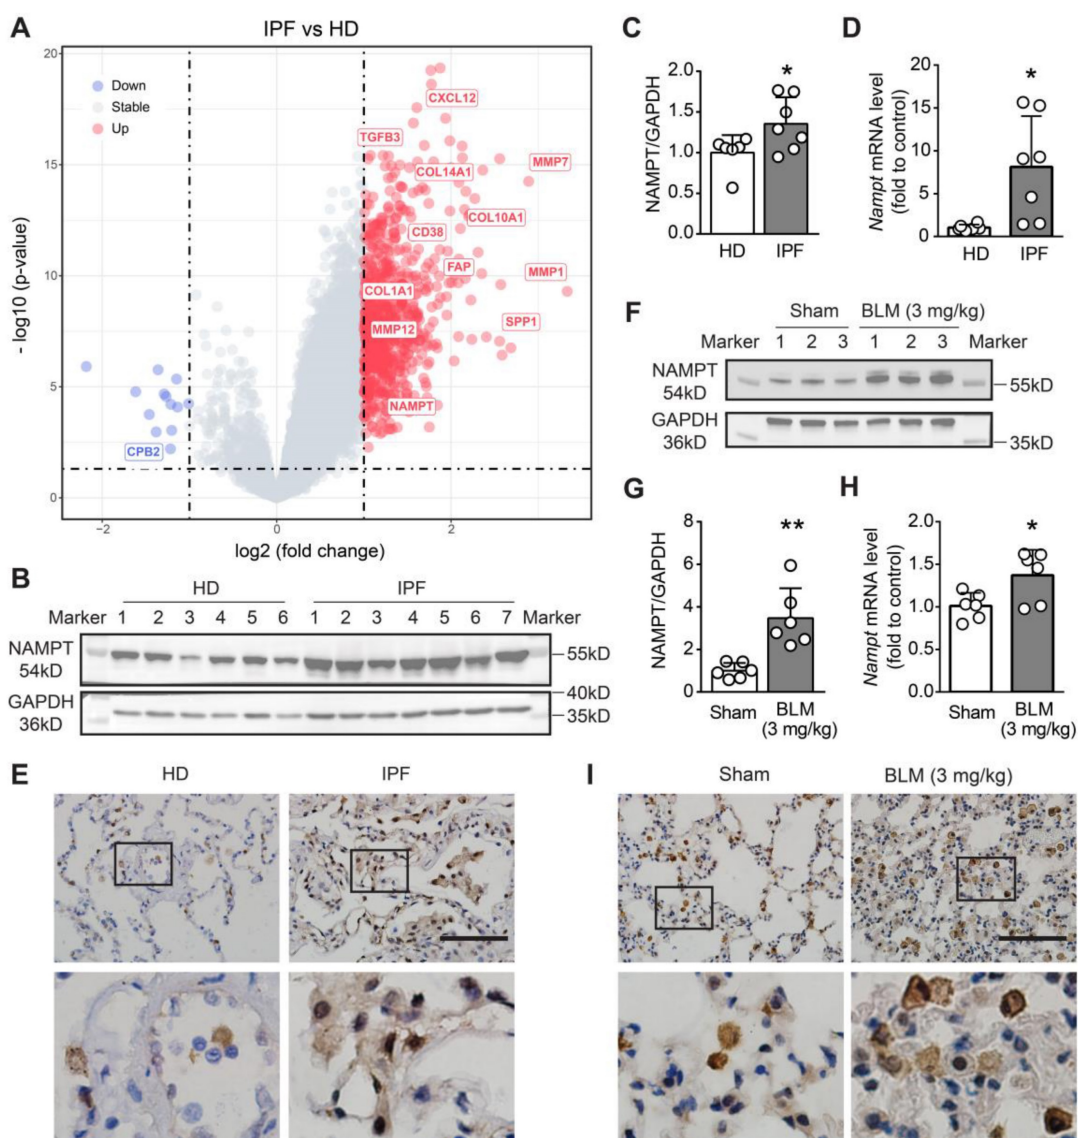 A
IPF vs HD
20
15
10
5
0
- log10 (p-value)
Down
Stable
Up
CXCL12
TGFB3
MMP7
COL14A1
COL10A1
CD38
FAP
MMP1
COL1A1
SPP1
MMP12
NAMPT
CPB2
−2
0
2
log2 (fold change)
B
HD
IPF
Marker 1 2 3 4 5 6 1 2 3 4 5 6 7 Marker
NAMPT
54kD
55kD
GAPDH
36kD
40kD
35kD
C
NAMPT/GAPDH
2.0
1.5
1.0
0.5
0.0
*
HD
IPF
D
Nampt mRNA level
(fold to control)
20
15
10
5
0
*
HD
IPF
E
HD
IPF
F
Sham
BLM (3 mg/kg)
Marker 1 2 3 1 2 3 Marker
NAMPT
54kD
55kD
GAPDH
36kD
35kD
G
NAMPT/GAPDH
8
6
4
2
0
**
Sham
BLM
(3 mg/kg)
H
Nampt mRNA level
(fold to control)
2.0
1.5
1.0
0.5
0.0
*
Sham
BLM
(3 mg/kg)
I
Sham
BLM (3 mg/kg)